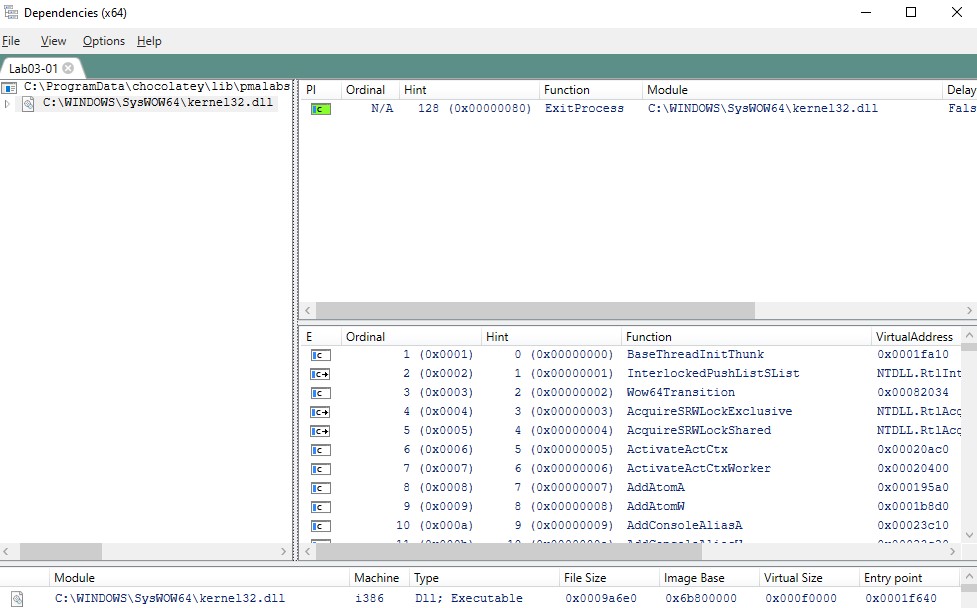 Dependencies (x64)
File View Options Help
Lab03-01
C:\ProgramData\chocolatey\lib\pmalabs
C:\WINDOWS\SysWOW64\kernel32.dll
PI Ordinal Hint Function Module Delay
C N/A 128 (0x00000080) ExitProcess C:\WINDOWS\SysWOW64\kernel32.dll Fals
E Ordinal Hint Function VirtualAddress
C 1 (0x0001) 0 (0x00000000) BaseThreadInitThunk 0x0001fa10
C 2 (0x0002) 1 (0x00000001) InterlockedPushListSList NTDLL.RtlInt
C 3 (0x0003) 2 (0x00000002) Wow64Transition 0x00082034
C 4 (0x0004) 3 (0x00000003) AcquireSRWLockExclusive NTDLL.RtlAcq
C 5 (0x0005) 4 (0x00000004) AcquireSRWLockShared NTDLL.RtlAcq
C 6 (0x0006) 5 (0x00000005) ActivateActCtx 0x00020ac0
C 7 (0x0007) 6 (0x00000006) ActivateActCtxWorker 0x00020400
C 8 (0x0008) 7 (0x00000007) AddAtomA 0x000195a0
C 9 (0x0009) 8 (0x00000008) AddAtomW 0x0001b8d0
C 10 (0x000a) 9 (0x00000009) AddConsoleAliasA 0x00023c10
Module Machine Type File Size Image Base Virtual Size Entry point
C:\WINDOWS\SysWOW64\kernel32.dll i386 Dll; Executable 0x0009a6e0 0x6b800000 0x000f0000 0x0001f640